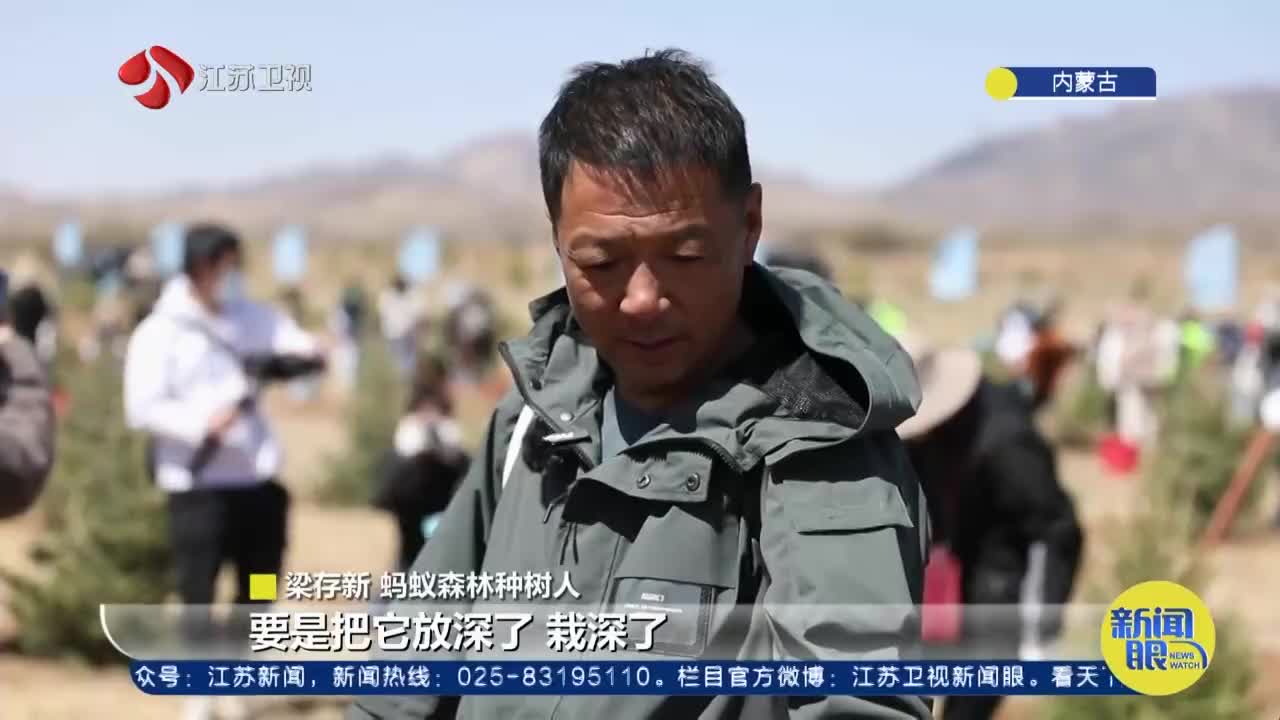 江苏卫视
内蒙古
梁存新 蚂蚁森林种树人
要是把它放深了 栽深了
新闻眼
NEWS WATCH
众号：江苏新闻，新闻热线：025-83195110。栏目官方微博：江苏卫视新闻眼。看天下